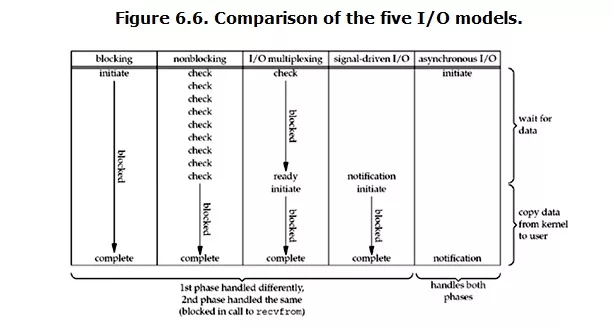 Figure 6.6. Comparison of the five I/O models.
blocking nonblocking I/O multiplexing signal-driven I/O asynchronous I/O
initiate check check initiate
check
check
check
check
check
check
check
check ready notification
initiate initiate
blocked
blocked
blocked
blocked
blocked
complete complete complete complete notification
wait for
data
copy data
from kernel
to user
1st phase handled differently,
2nd phase handled the same
(blocked in call to recvfrom)
handles both
phases